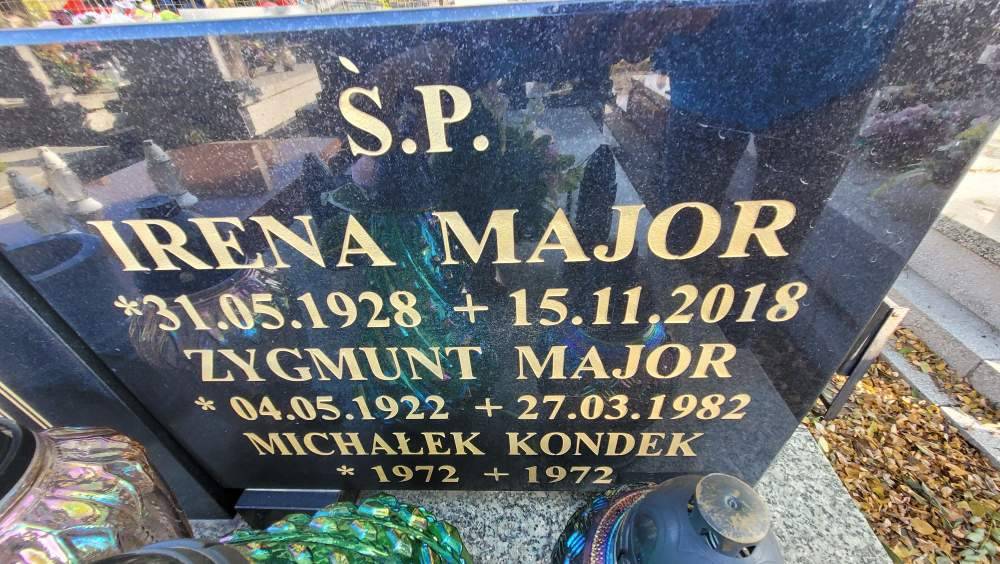 Ś.P.
IRENA MAJOR
*31.05.1928 + 15.11.2018
ZYGMUNT MAJOR
* 04.05.1922 + 27.03.1982
MICHAŁEK KONDEK
* 1972 + 1972